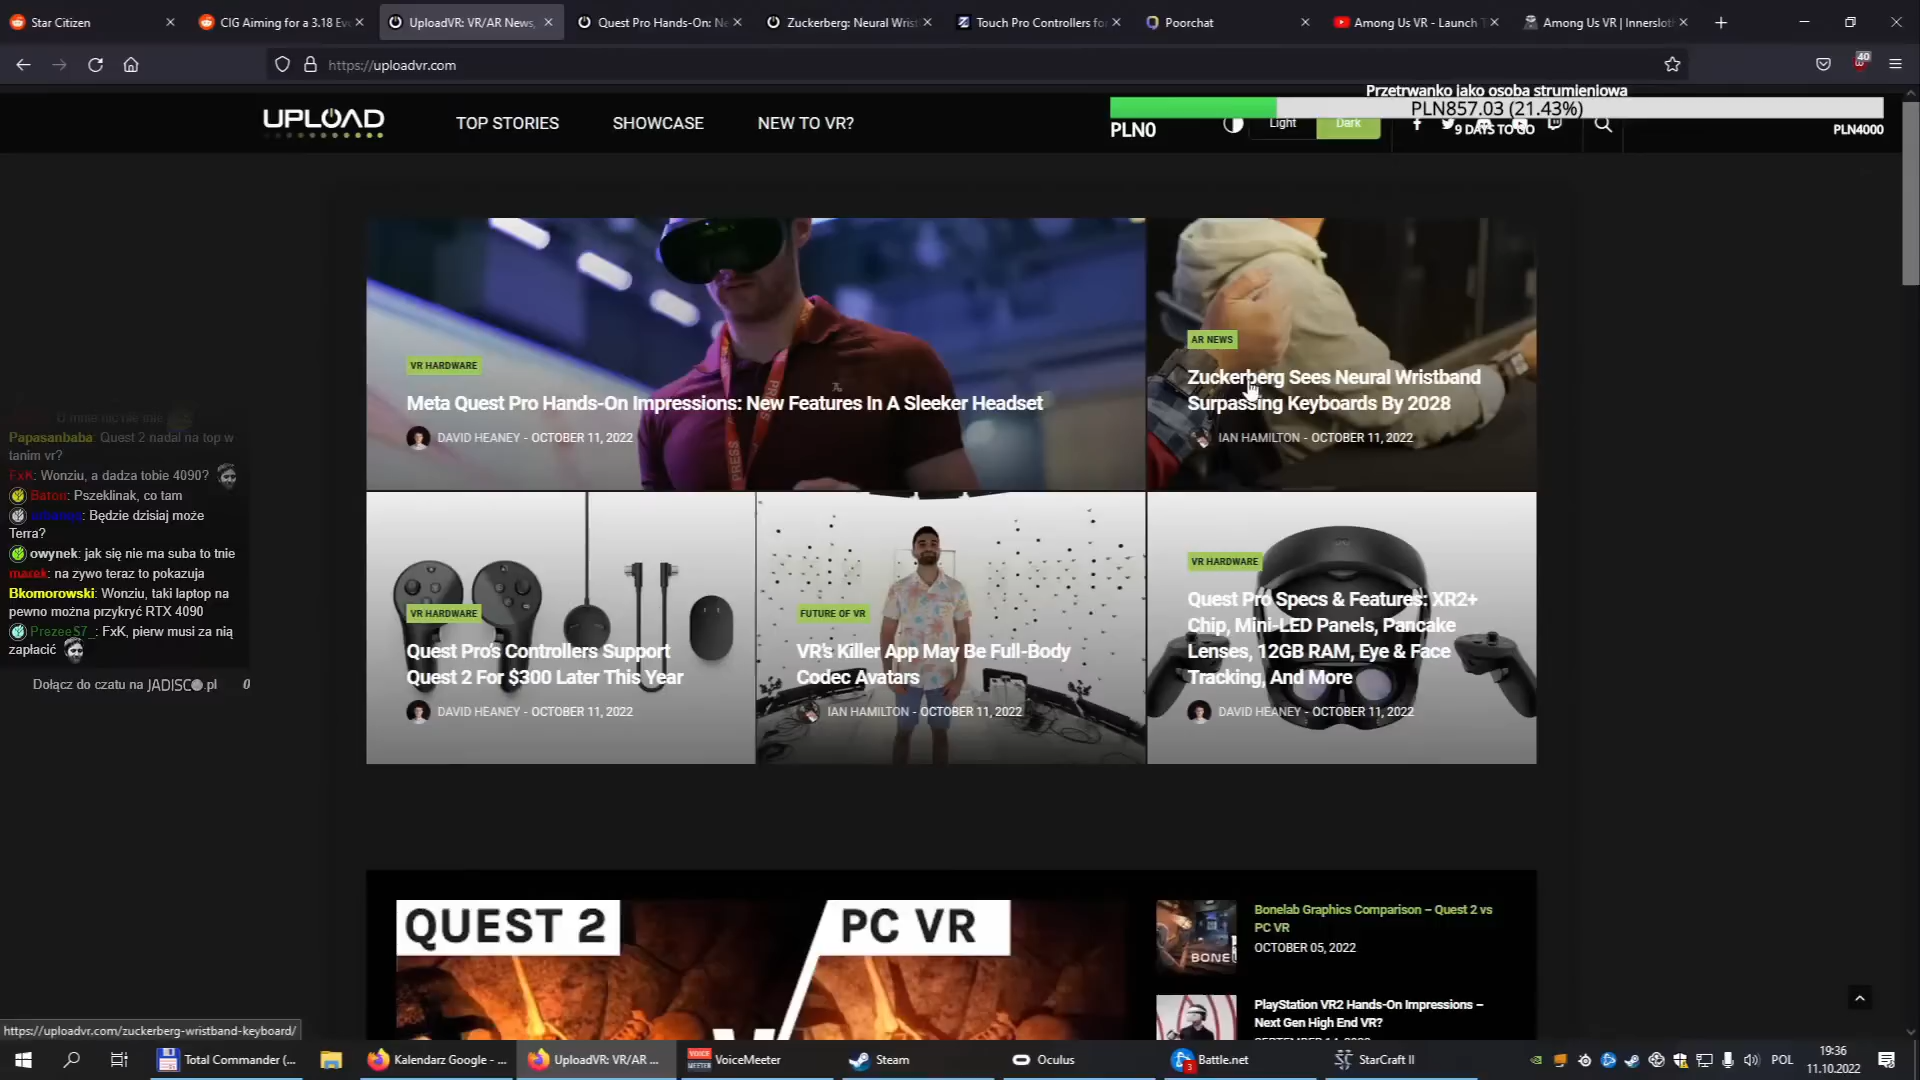 Star Citizen
CIG Aiming for a 3.18 Ev
UploadVR: VR/AR News,
Quest Pro Hands-On: Ne
Zuckerberg: Neural Wrist
Touch Pro Controllers fo
Poorchat
Among Us VR - Launch T
Among Us VR | Innerslot
https://uploadvr.com
40
UPLOAD
TOP STORIES
SHOWCASE
NEW TO VR?
Przetrwanko jako osoba strumieniowa
PLN857.03 (21.43%)
PLN0
Light
Dark
9 DAYS TO GO
PLN4000
VR HARDWARE
Meta Quest Pro Hands-On Impressions: New Features In A Sleeker Headset
DAVID HEANEY - OCTOBER 11, 2022
PRESS
AR NEWS
Zuckerberg Sees Neural Wristband
Surpassing Keyboards By 2028
IAN HAMILTON - OCTOBER 11, 2022
Papasanbaba: Quest 2 nadal na top w
tanim vr?
FxK: Wonziu, a dadza tobie 4090?
Baton: Pszeklinak, co tam
: Będzie dzisiaj może
Terra?
owynek: jak się nie ma suba to tnie
marek: na zywo teraz to pokazuja
Bkomorowski: Wonziu, taki laptop na
pewno można przykryć RTX 4090
PrezeeS7_: FxK, pierw musi za nią
zapłacić
Dołącz do czatu na JADISCO.pl
0
VR HARDWARE
Quest Pro's Controllers Support
Quest 2 For $300 Later This Year
DAVID HEANEY - OCTOBER 11, 2022
FUTURE OF VR
VR's Killer App May Be Full-Body
Codec Avatars
IAN HAMILTON - OCTOBER 11, 2022
VR HARDWARE
Quest Pro Specs & Features: XR2+
Chip, Mini-LED Panels, Pancake
Lenses, 12GB RAM, Eye & Face
Tracking, And More
DAVID HEANEY - OCTOBER 11, 2022
QUEST 2
PC VR
BONE
Bonelab Graphics Comparison – Quest 2 vs
PC VR
OCTOBER 05, 2022
PlayStation VR2 Hands-On Impressions –
Next Gen High End VR?
https://uploadvr.com/zuckerberg-wristband-keyboard/
Total Commander (...
Kalendarz Google - ...
UploadVR: VR/AR ...
VoiceMeeter
Steam
Oculus
3
Battle.net
StarCraft II
POL
19:36
11.10.2022